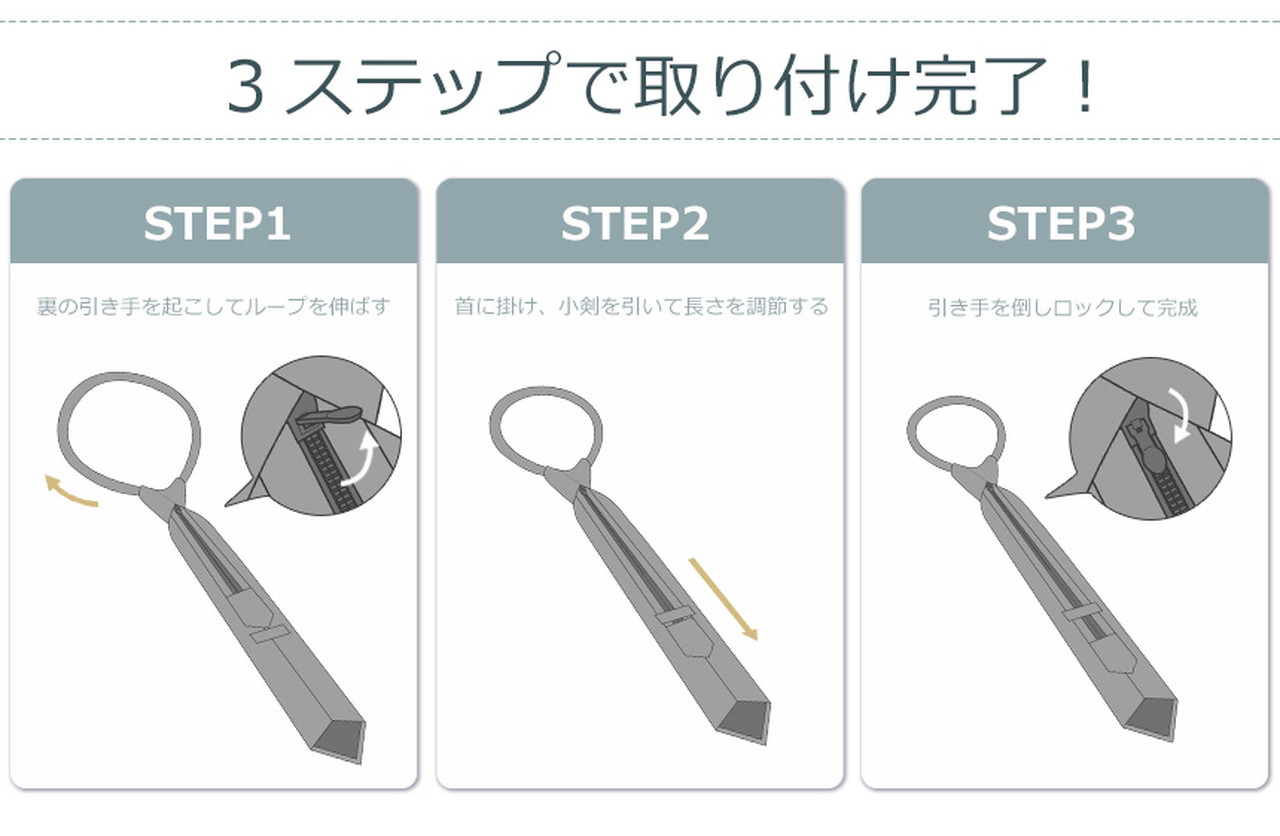 3ステップで取り付け完了！
STEP1
裏の引き手を起こしてループを伸ばす
STEP2
首に掛け、小剣を引いて長さを調節する
STEP3
引き手を倒しロックして完成